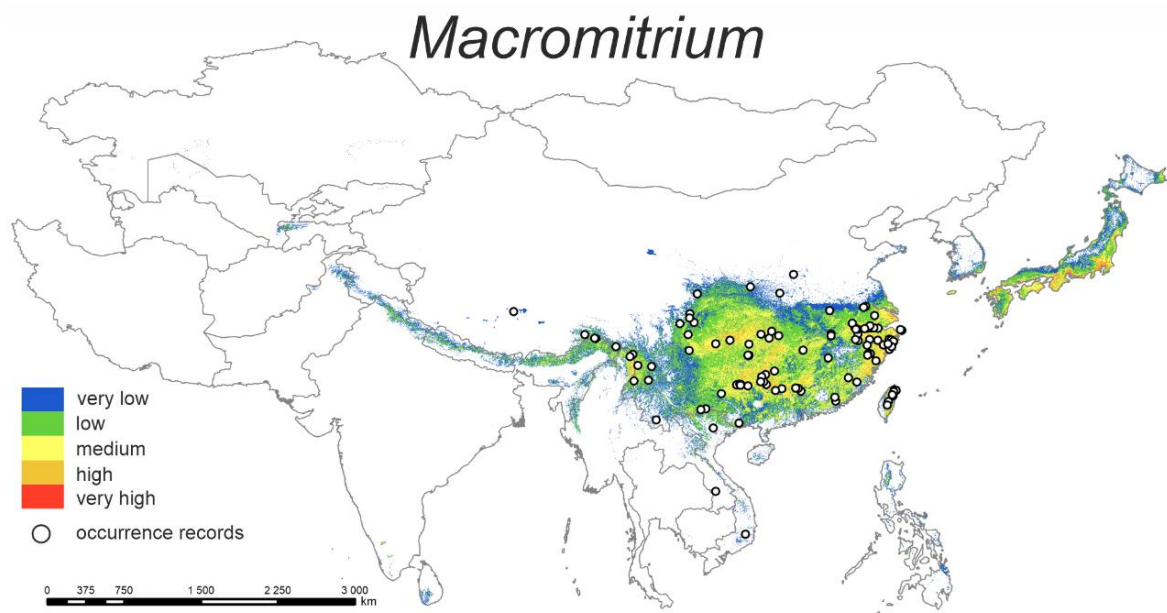 Macromitrium
very low
low
medium
high
very high
occurrence records
0 375 750 1 500 2 250 3 000
km